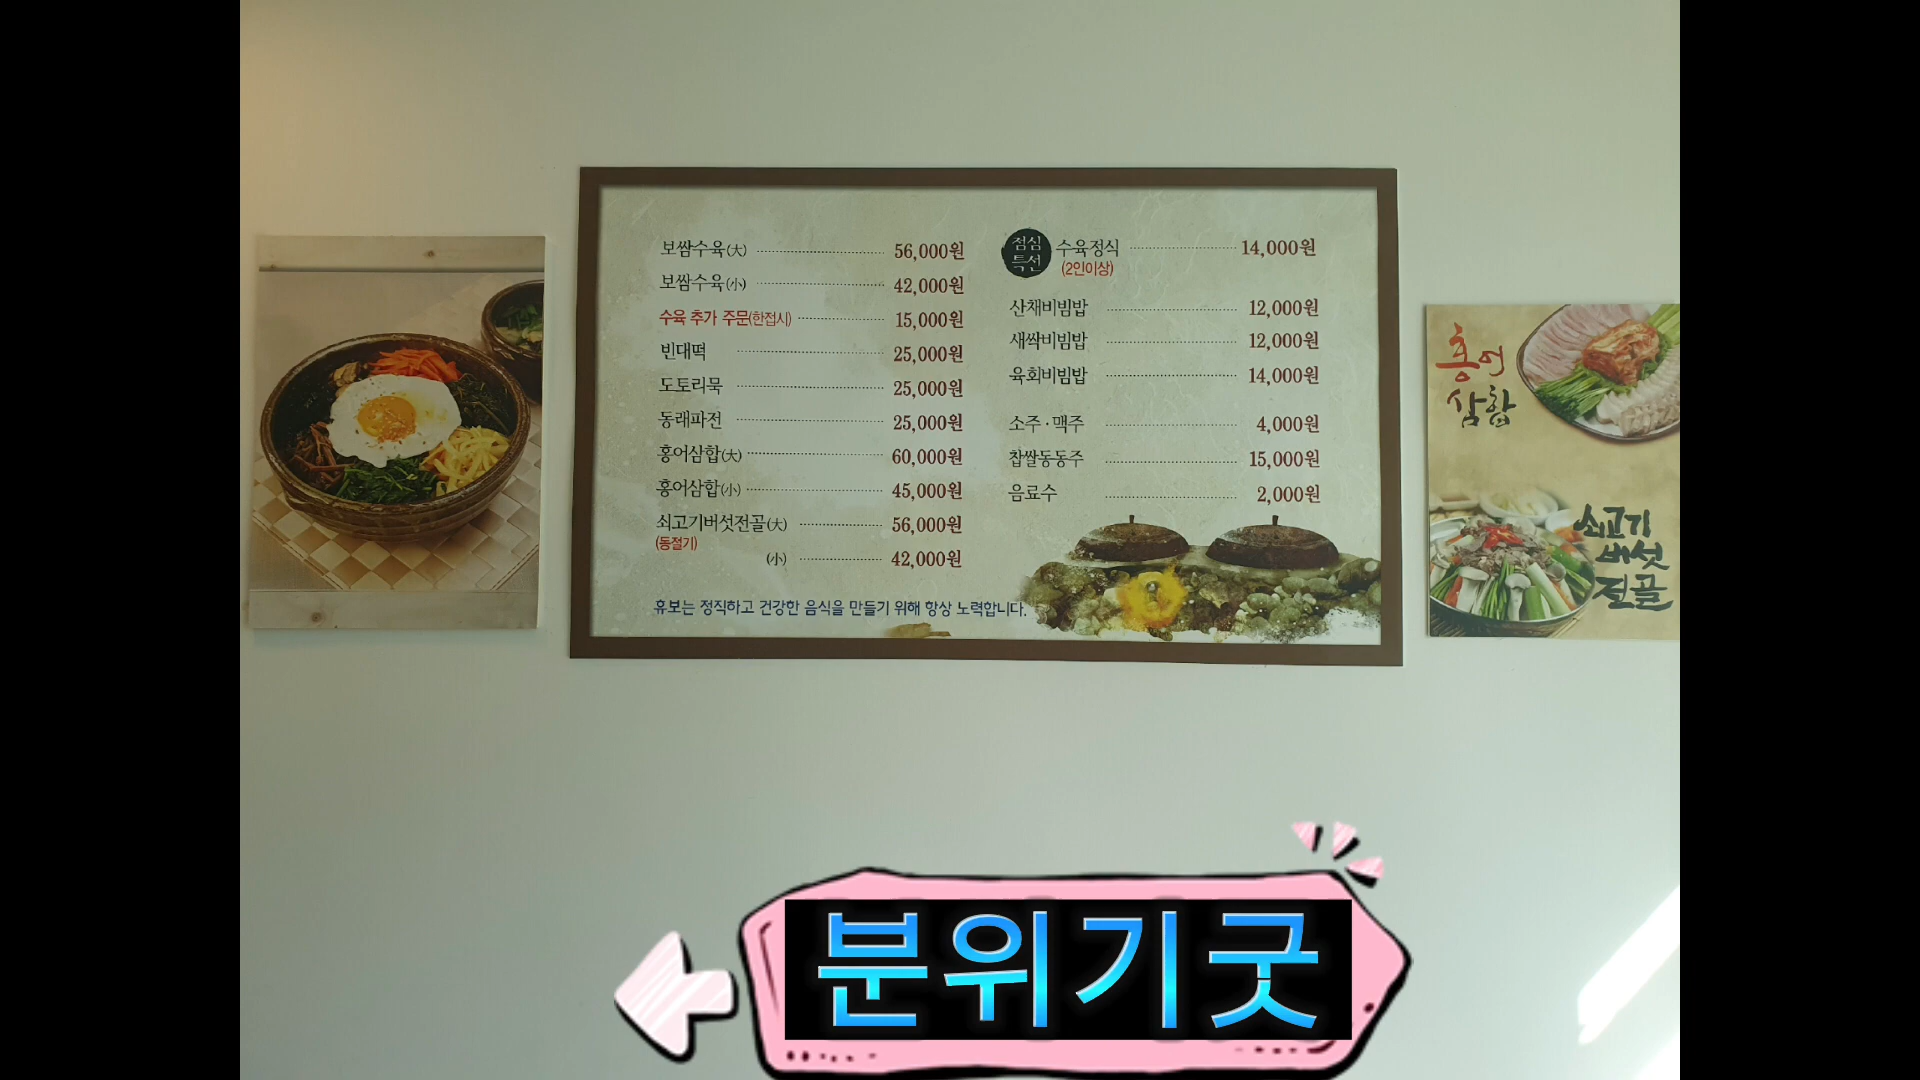 보쌈수육(大) 56,000원
보쌈수육(小) 42,000원
수육 추가 주문(한접시) 15,000원
빈대떡 25,000원
도토리묵 25,000원
동래파전 25,000원
홍어삼합(大) 60,000원
홍어삼합(小) 45,000원
쇠고기버섯전골(大) 56,000원
(동절기)
(小) 42,000원
휴보는 정직하고 건강한 음식을 만들기 위해 항상 노력합니다.
점심
특선
수육정식 14,000원
(2인이상)
산채비빔밥 12,000원
새싹비빔밥 12,000원
육회비빔밥 14,000원
소주·맥주 4,000원
찹쌀동동주 15,000원
음료수 2,000원
홍어
삼합
쇠고기
버섯
전골
분위기굿